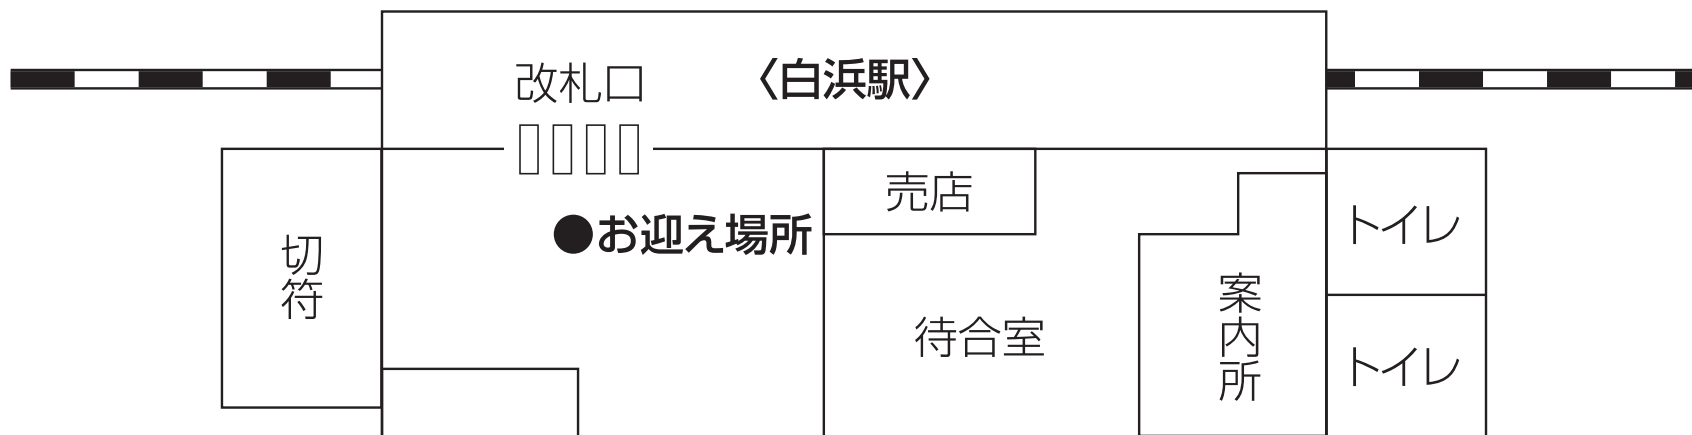 改札口
〈白浜駅〉
切符
●お迎え場所
売店
待合室
案内所
トイレ
トイレ